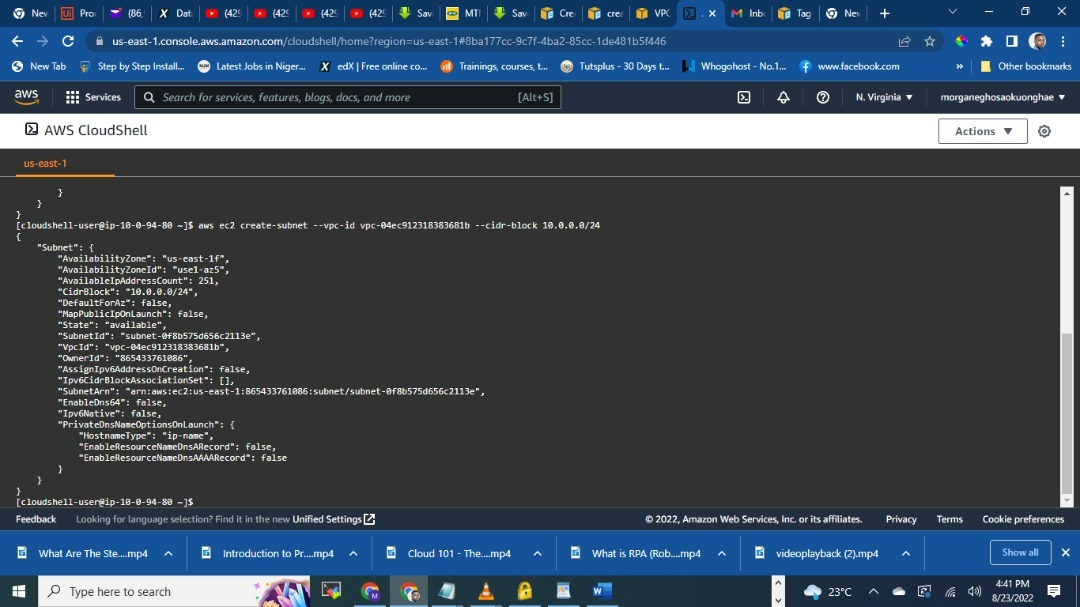 Nev
Pro
(86,
Dat
(429
(429
(429
(429
Sav
MT
Sav
Cre
cre
VPC
Inb
Tag
Nev
us-east-1.console.aws.amazon.com/cloudshell/home?region=us-east-1#8ba177cc-9c7f-4ba2-85cc-1de481b5f446
New Tab
Step by Step Install...
Latest Jobs in Niger...
edX | Free online co...
Trainings, courses, t...
Tutsplus - 30 Days t...
Whogohost - No.1...
www.facebook.com
»
Other bookmarks
aws
Services
Search for services, features, blogs, docs, and more
[Alt+S]
N. Virginia ▼
morganeghosaokuonghae ▼
AWS CloudShell
Actions ▼
us-east-1
}
}
}
[cloudshell-user@ip-10-0-94-80 ~]$ aws ec2 create-subnet --vpc-id vpc-04ec912318383681b --cidr-block 10.0.0.0/24
{
"Subnet": {
"AvailabilityZone": "us-east-1f",
"AvailabilityZoneId": "use1-az5",
"AvailableIpAddressCount": 251,
"CidrBlock": "10.0.0.0/24",
"DefaultForAz": false,
"MapPublicIpOnLaunch": false,
"State": "available",
"SubnetId": "subnet-0f8b575d656c2113e",
"VpcId": "vpc-04ec912318383681b",
"OwnerId": "865433761086",
"AssignIpv6AddressOnCreation": false,
"Ipv6CidrBlockAssociationSet": [],
"SubnetArn": "arn:aws:ec2:us-east-1:865433761086:subnet/subnet-0f8b575d656c2113e",
"EnableDns64": false,
"Ipv6Native": false,
"PrivateDnsNameOptionsOnLaunch": {
"HostnameType": "ip-name",
"EnableResourceNameDnsARecord": false,
"EnableResourceNameDnsAAAARecord": false
}
}
}
[cloudshell-user@ip-10-0-94-80 ~]$
Feedback
Looking for language selection? Find it in the new Unified Settings
© 2022, Amazon Web Services, Inc. or its affiliates.
Privacy
Terms
Cookie preferences
What Are The Ste....mp4
Introduction to Pr....mp4
Cloud 101 - The....mp4
What is RPA (Rob....mp4
videoplayback (2).mp4
Show all
Type here to search
23°C
4:41 PM
8/23/2022